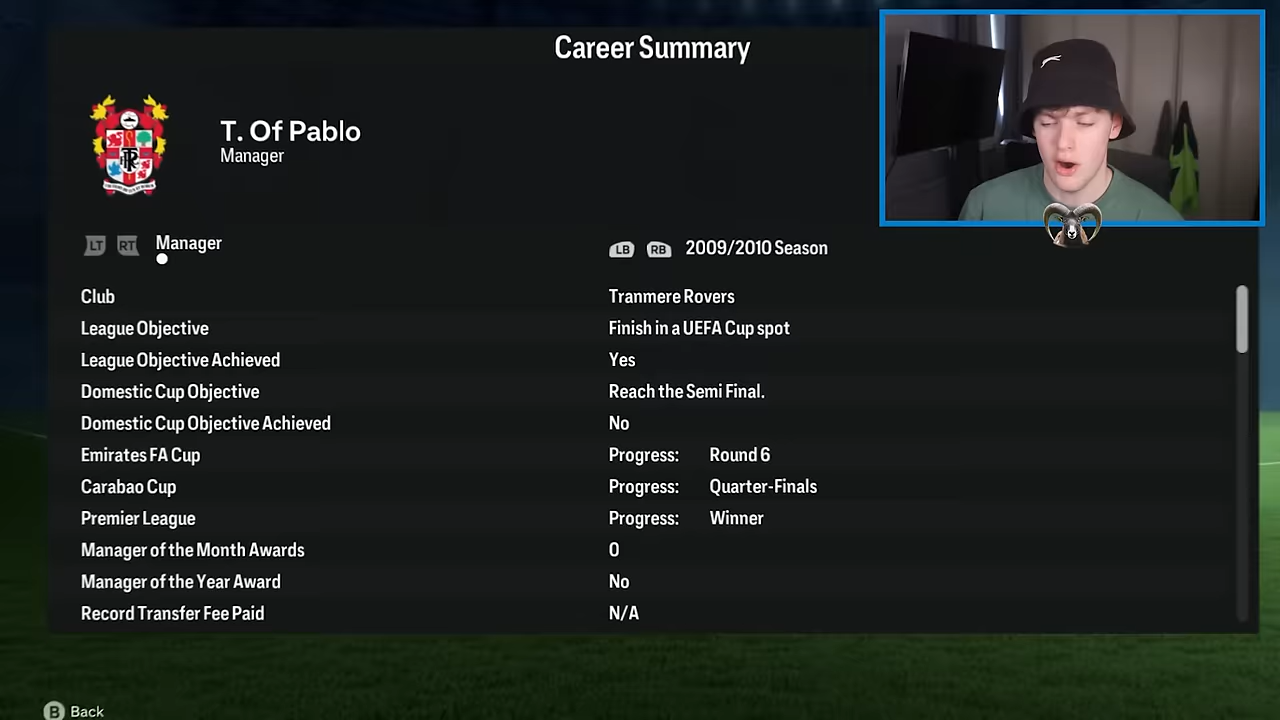 Career Summary
T. Of Pablo
Manager
LT RT Manager
LB RB 2009/2010 Season
Club Tranmere Rovers
League Objective Finish in a UEFA Cup spot
League Objective Achieved Yes
Domestic Cup Objective Reach the Semi Final.
Domestic Cup Objective Achieved No
Emirates FA Cup Progress: Round 6
Carabao Cup Progress: Quarter-Finals
Premier League Progress: Winner
Manager of the Month Awards 0
Manager of the Year Award No
Record Transfer Fee Paid N/A
B Back